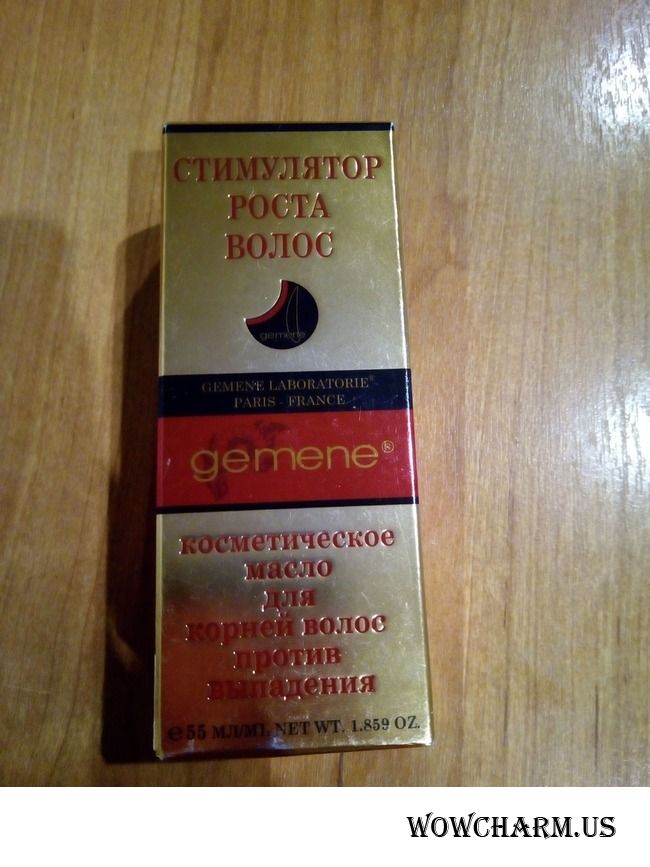 СТИМУЛЯТОР
РОСТА
ВОЛОС
gemene
GEMENE LABORATORIE®
PARIS - FRANCE
gemene®
косметическое
масло
для
корней волос
против
выпадения
℮55 МЛ/ML NET WT. 1.859 OZ.
WOWCHARM.US